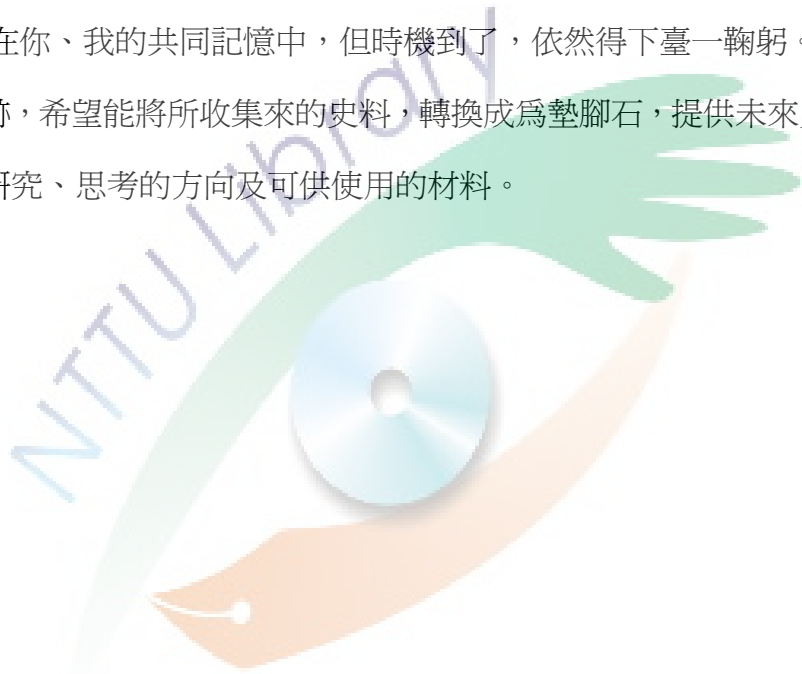 在你、我的共同記憶中，但時機到了，依然得下臺一鞠躬。
跡，希望能將所收集來的史料，轉換成為墊腳石，提供未來
研究、思考的方向及可供使用的材料。
NTTU Library